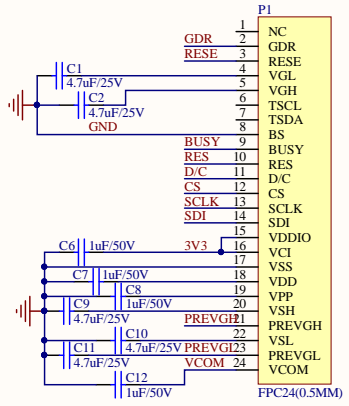 P1
1 NC
GDR 2 GDR
RESE 3 RESE
C1 4 VGL
4.7uF/25V 5 VGH
C2 6 TSCL
4.7uF/25V 7 TSDA
GND 8 BS
BUSY 9 BUSY
RES 10 RES
D/C 11 D/C
CS 12 CS
SCLK 13 SCLK
SDI 14 SDI
15 VDDIO
C6 1uF/50V 3V3 16 VCI
17 VSS
C7 1uF/50V 18 VDD
C8 19 VPP
C9 1uF/50V 20 VSH
4.7uF/25V PREVGH 21 PREVGH
C10 22 VSL
C11 4.7uF/25V PREVGL 23 PREVGL
4.7uF/25V VCOM 24 VCOM
C12
1uF/50V FPC24(0.5MM)